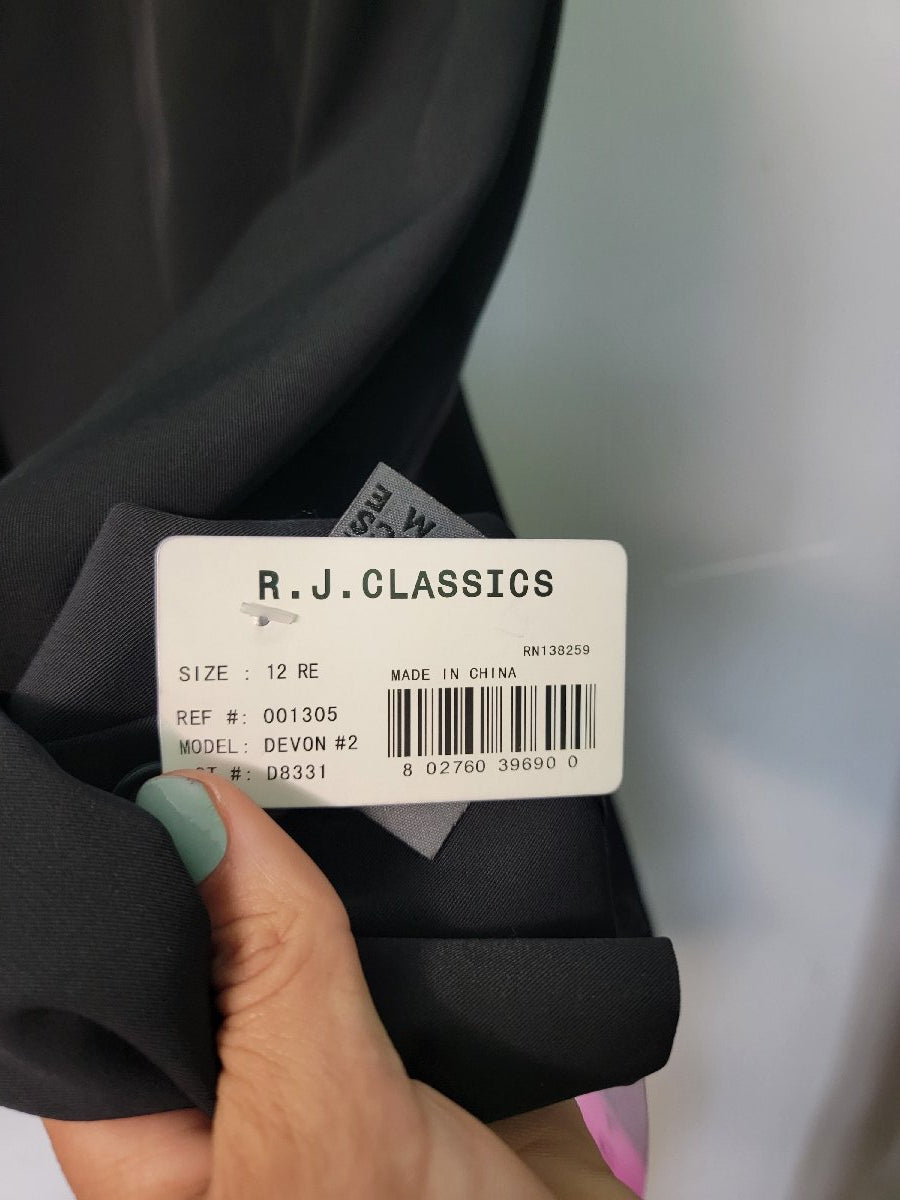 R.J.CLASSICS
RN138259
SIZE : 12 RE
MADE IN CHINA
REF #: 001305
MODEL: DEVON #2
#: D8331
8 02760 39690 0